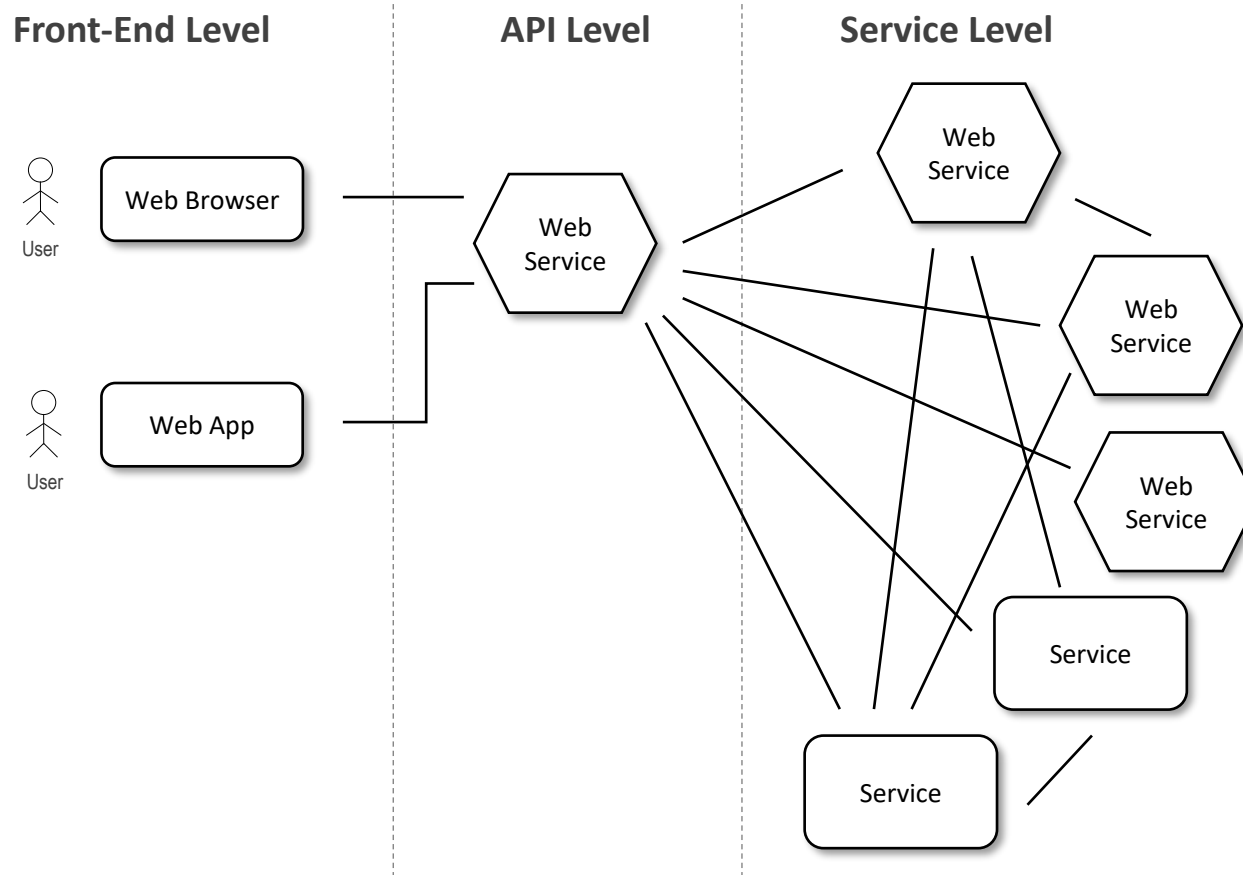 Front-End Level
API Level
Service Level
User
Web Browser
User
Web App
Web
Service
Web
Service
Web
Service
Web
Service
Service
Service